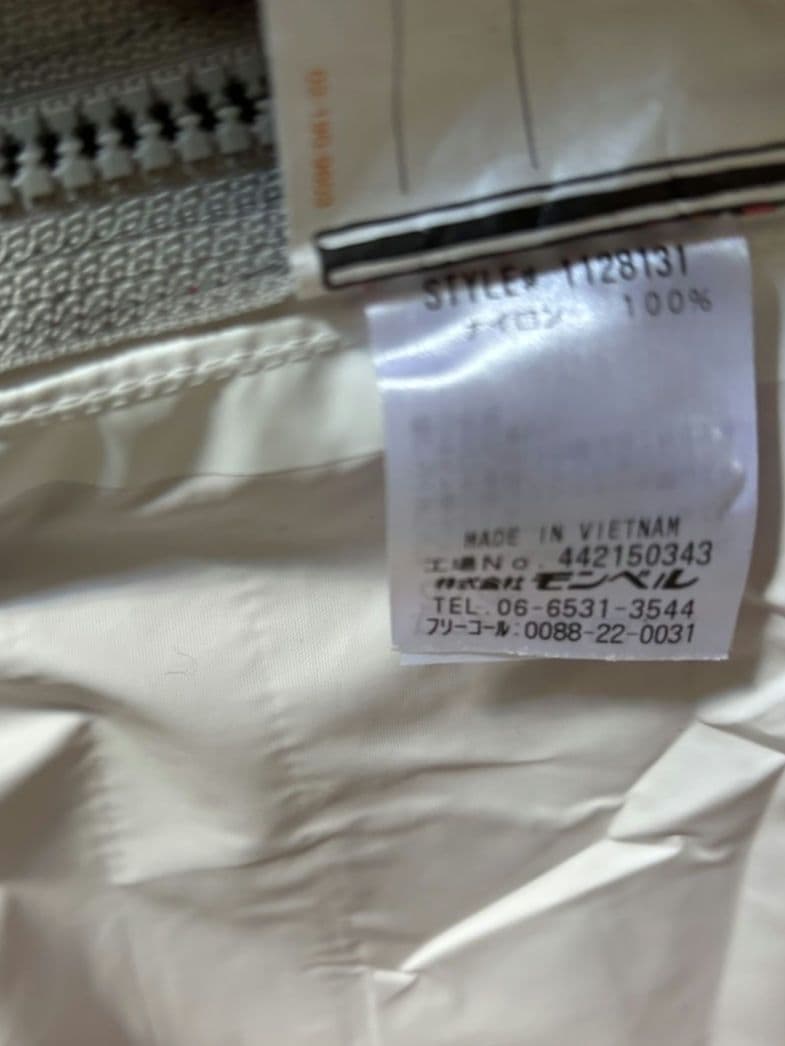 STYLE# 1128131
ナイロン 100%
MADE IN VIETNAM
工場No. 442150343
株式会社 モンベル
TEL.06-6531-3544
フリーコール:0088-22-0031